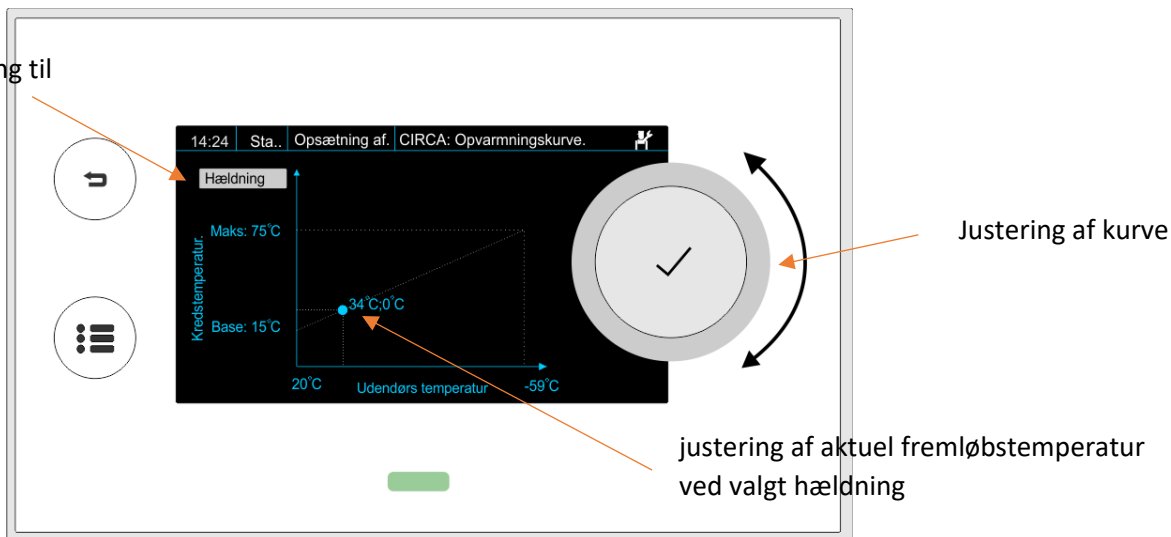 til
14:24 Sta.. Opsætning af. CIRCA: Opvarmningskurve.
Hældning
Maks: 75°C
Kredstemperatur.
34°C;0°C
Base: 15°C
20°C Udendørs temperatur -59°C
Justering af kurve
justering af aktuel fremløbstemperatur
ved valgt hældning